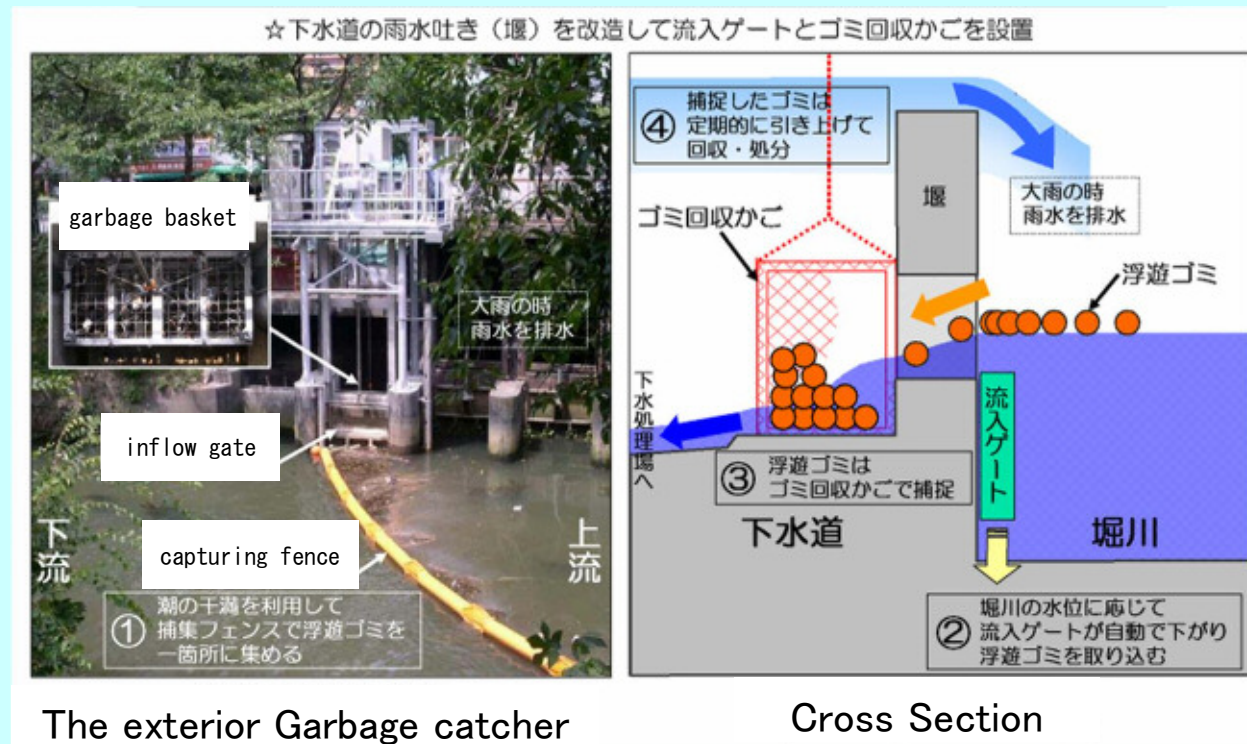 ☆下水道の雨水吐き（堰）を改造して流入ゲートとゴミ回収かごを設置
garbage basket
大雨の時
雨水を排水
inflow gate
capturing fence
下流
上流
①潮の干満を利用して
捕集フェンスで浮遊ゴミを
一箇所に集める
The exterior Garbage catcher
④捕捉したゴミは
定期的に引き上げて
回収・処分
堰
大雨の時
雨水を排水
ゴミ回収かご
浮遊ゴミ
下水処理場へ
流入ゲート
③浮遊ゴミは
ゴミ回収かごで捕捉
下水道
堀川
②堀川の水位に応じて
流入ゲートが自動で下がり
浮遊ゴミを取り込む
Cross Section